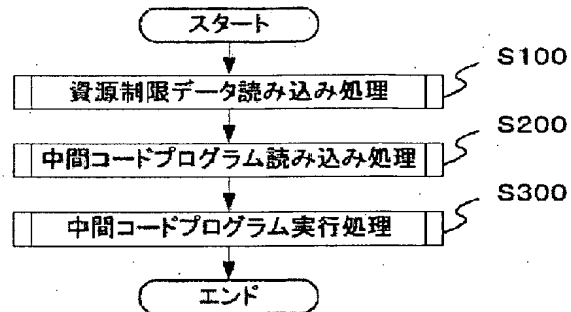 スタート
S100
資源制限データ読み込み処理
S200
中間コードプログラム読み込み処理
S300
中間コードプログラム実行処理
エンド